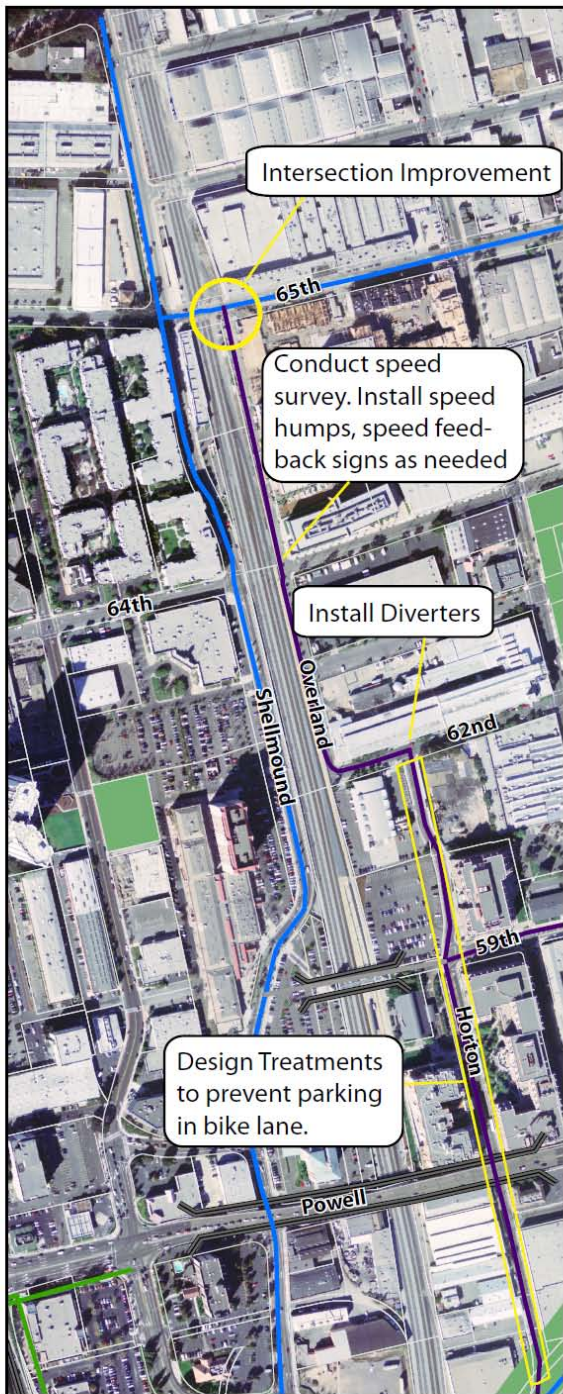 Intersection Improvement
65th
Conduct speed
survey. Install speed
humps, speed feed-
back signs as needed
64th
Install Diverters
Overland
62nd
Shellmound
59th
Horton
Design Treatments
to prevent parking
in bike lane.
Powell